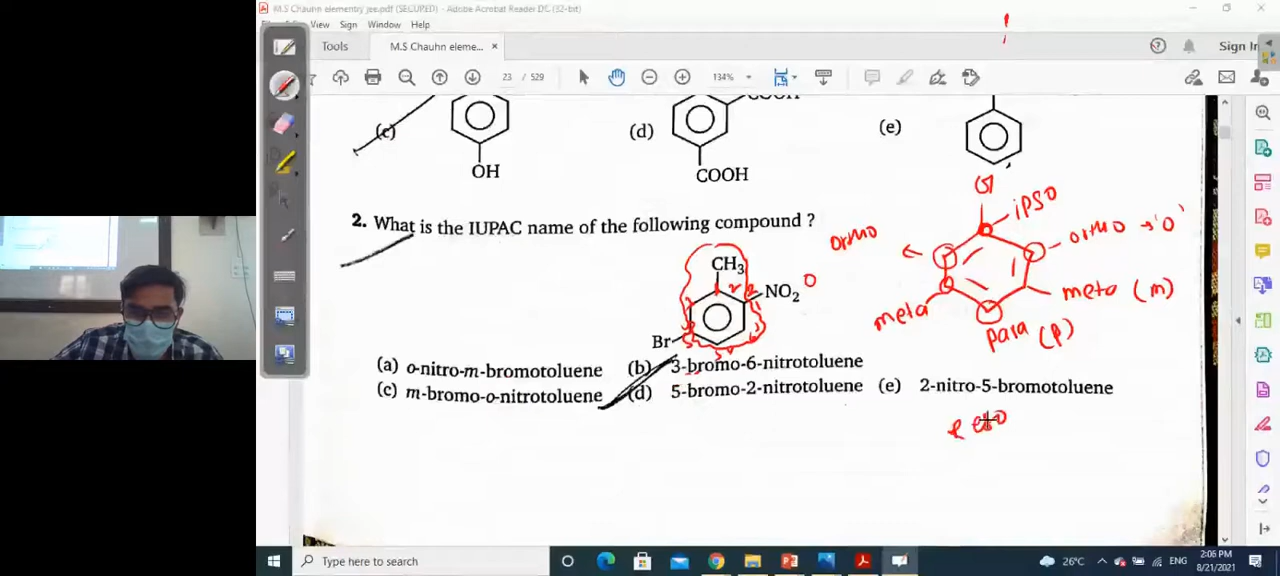 M.S Chauhn elementry jee.pdf (SECURED) - Adobe Acrobat Reader DC (32-bit)
View Sign Window Help
Tools
M.S Chauhn eleme... ×
Sign In
23 / 529
134%
(c)
OH
(d)
COOH
COOH
(e)
2. What is the IUPAC name of the following compound ?
CH3
NO2
Br
O
1 2
(a) o-nitro-m-bromotoluene
(b) 3-bromo-6-nitrotoluene
(c) m-bromo-o-nitrotoluene
(d) 5-bromo-2-nitrotoluene
(e) 2-nitro-5-bromotoluene
G
iPSO
ortho
ortho → 'O'
meta
meta (m)
para (p)
Type here to search
26°C
ENG
2:06 PM
8/21/2021